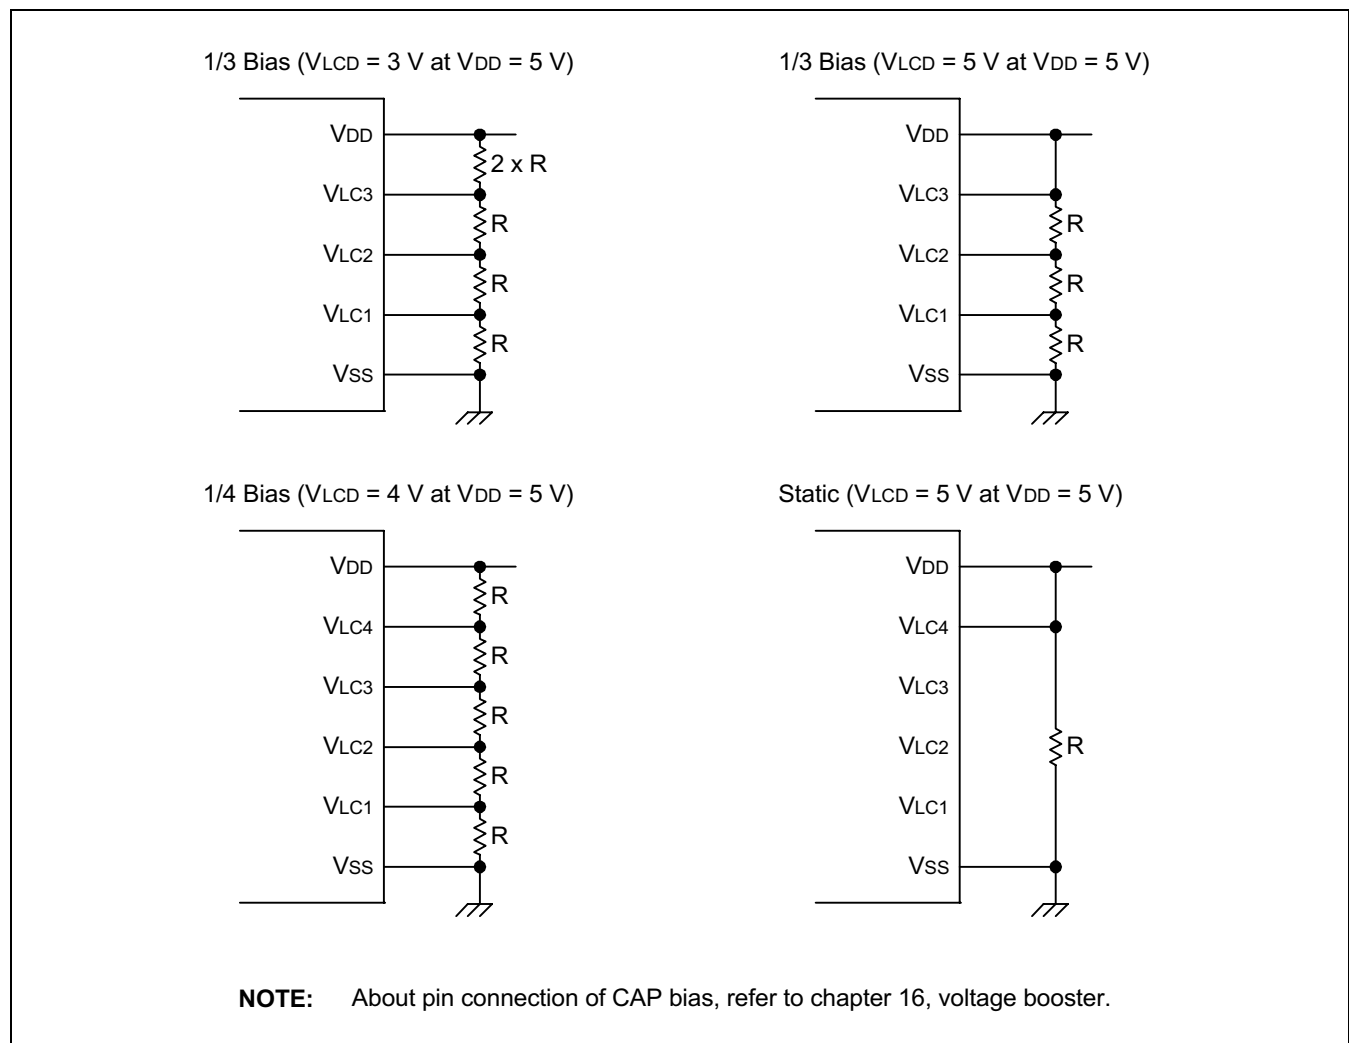 1/3 Bias (VLCD = 3 V at VDD = 5 V)
VDD
2 x R
VLC3
R
VLC2
R
VLC1
R
VSS
1/3 Bias (VLCD = 5 V at VDD = 5 V)
VDD
VLC3
R
VLC2
R
VLC1
R
VSS
1/4 Bias (VLCD = 4 V at VDD = 5 V)
VDD
R
VLC4
R
VLC3
R
VLC2
R
VLC1
R
VSS
Static (VLCD = 5 V at VDD = 5 V)
VDD
VLC4
VLC3
VLC2
R
VLC1
VSS
NOTE: About pin connection of CAP bias, refer to chapter 16, voltage booster.